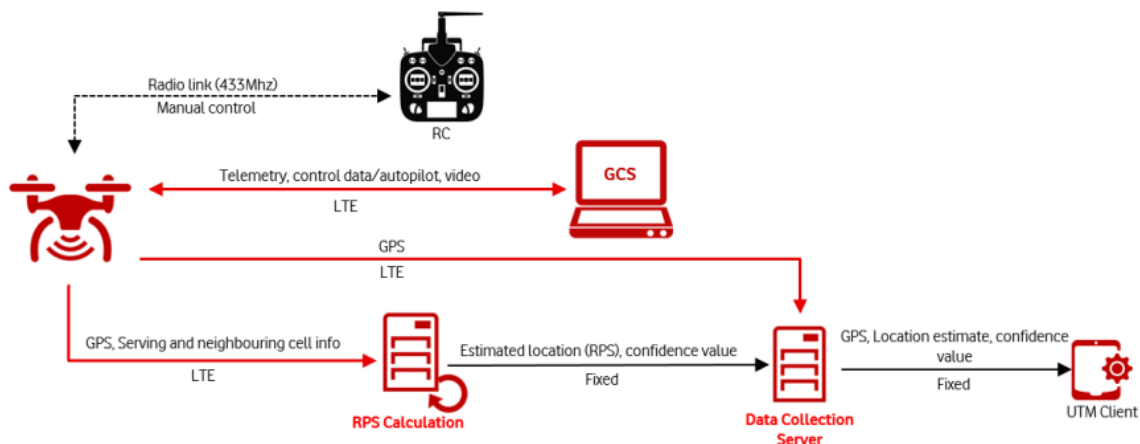 Radio link (433Mhz)
Manual control
RC
Telemetry, control data/autopilot, video
LTE
GCS
GPS
LTE
GPS, Serving and neighbouring cell info
LTE
RPS Calculation
Estimated location (RPS), confidence value
Fixed
Data Collection
Server
GPS, Location estimate, confidence
value
Fixed
UTM Client